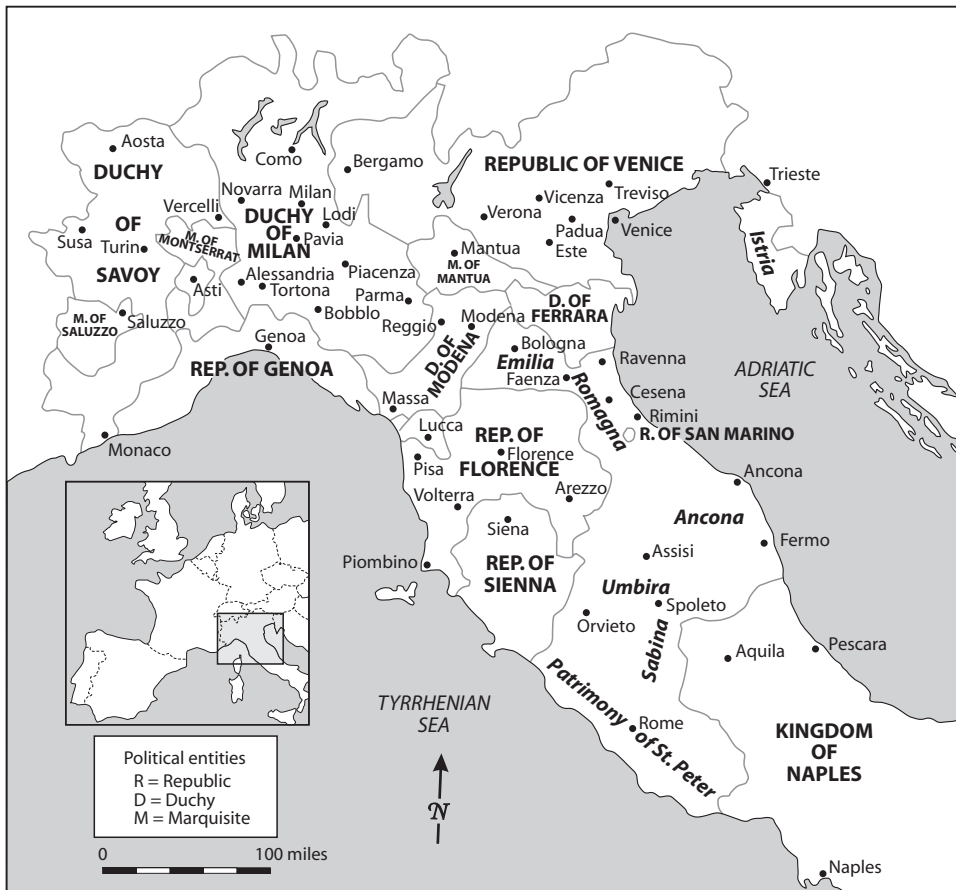 Aosta
DUCHY
OF
SAVOY
Susa
Turin
Vercelli
M. OF
MONTSERRAT
Asti
M. OF
SALUZZO
Saluzzo
Como
Bergamo
Novarra
Milan
DUCHY
OF
MILAN
Lodi
Pavia
Alessandria
Tortona
Piacenza
Parma
Bobblo
Reggio
Genoa
REP. OF GENOA
Monaco
REPUBLIC OF VENICE
Vicenza
Treviso
Verona
Padua
Este
Venice
Trieste
Istria
Mantua
M. OF
MANTUA
D. OF
FERRARA
Modena
D. OF
MODENA
Bologna
Emilia
Faenza
Romagna
Ravenna
Cesena
Rimini
R. OF SAN MARINO
ADRIATIC
SEA
Massa
Lucca
Pisa
REP. OF
FLORENCE
Florence
Volterra
Arezzo
Siena
REP. OF
SIENNA
Piombino
Ancona
Ancona
Fermo
Assisi
Umbira
Spoleto
Orvieto
Sabina
Aquila
Pescara
Patrimony
of St. Peter
Rome
KINGDOM
OF
NAPLES
Naples
TYRRHENIAN
SEA
N
Political entities
R = Republic
D = Duchy
M = Marquisite
0 100 miles